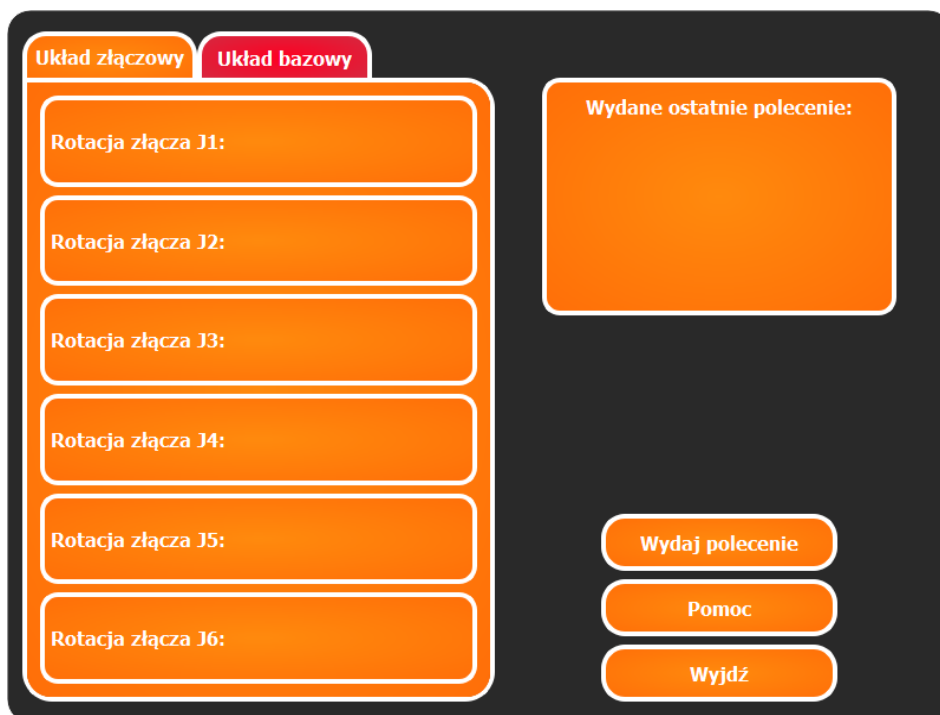 Układ złączowy
Układ bazowy
Rotacja złącza J1:
Rotacja złącza J2:
Rotacja złącza J3:
Rotacja złącza J4:
Rotacja złącza J5:
Rotacja złącza J6:
Wydane ostatnie polecenie:
Wydaj polecenie
Pomoc
Wyjdź